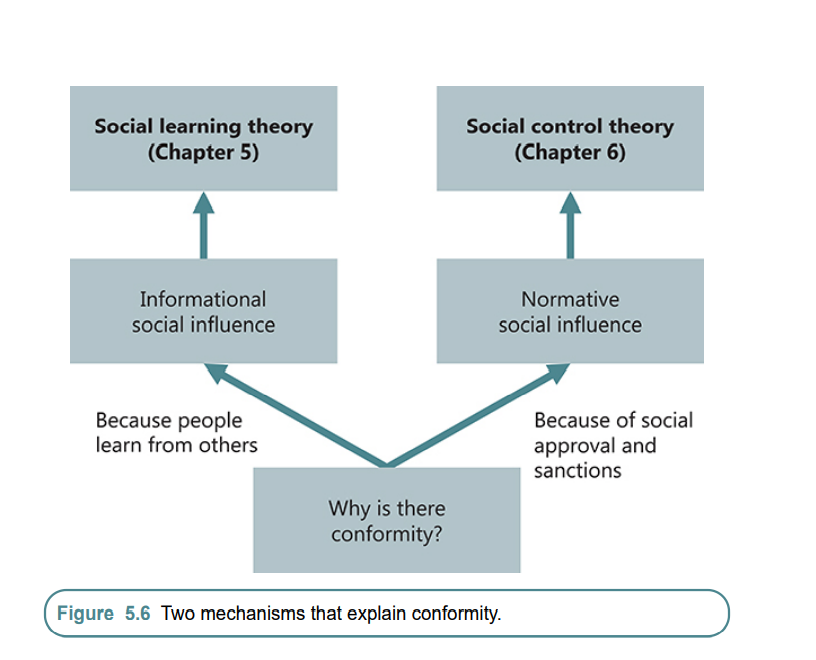 Social learning theory
(Chapter 5)
Social control theory
(Chapter 6)
Informational
social influence
Normative
social influence
Because people
learn from others
Because of social
approval and
sanctions
Why is there
conformity?
Figure 5.6 Two mechanisms that explain conformity.